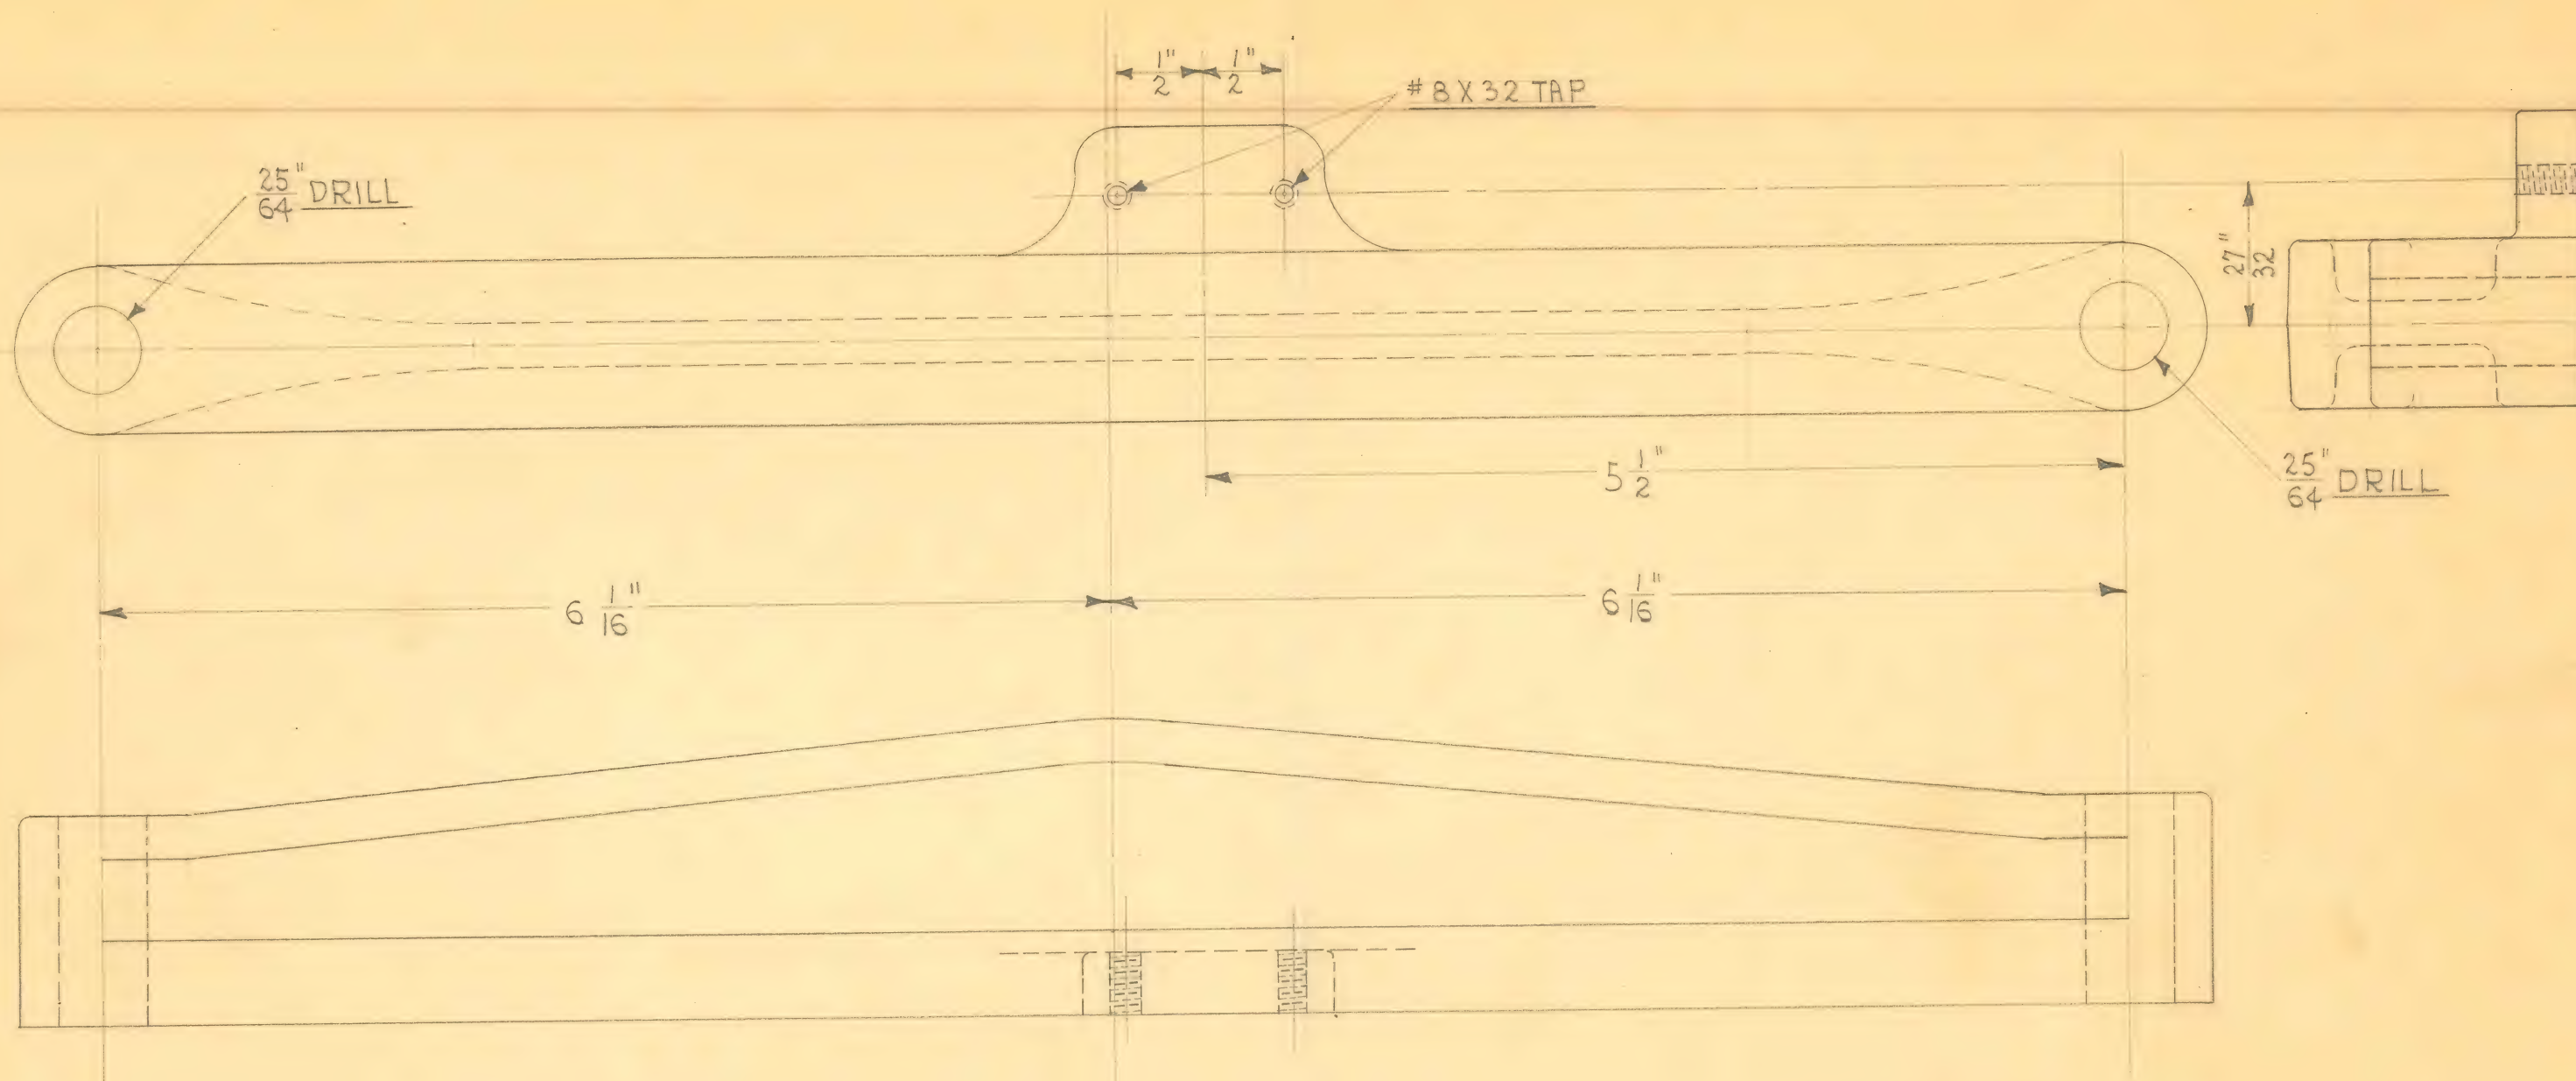 1/2" 1/2"
#8X32 TAP
25/64" DRILL
27/32"
5 1/2"
25/64" DRILL
6 1/16" 6 1/16"